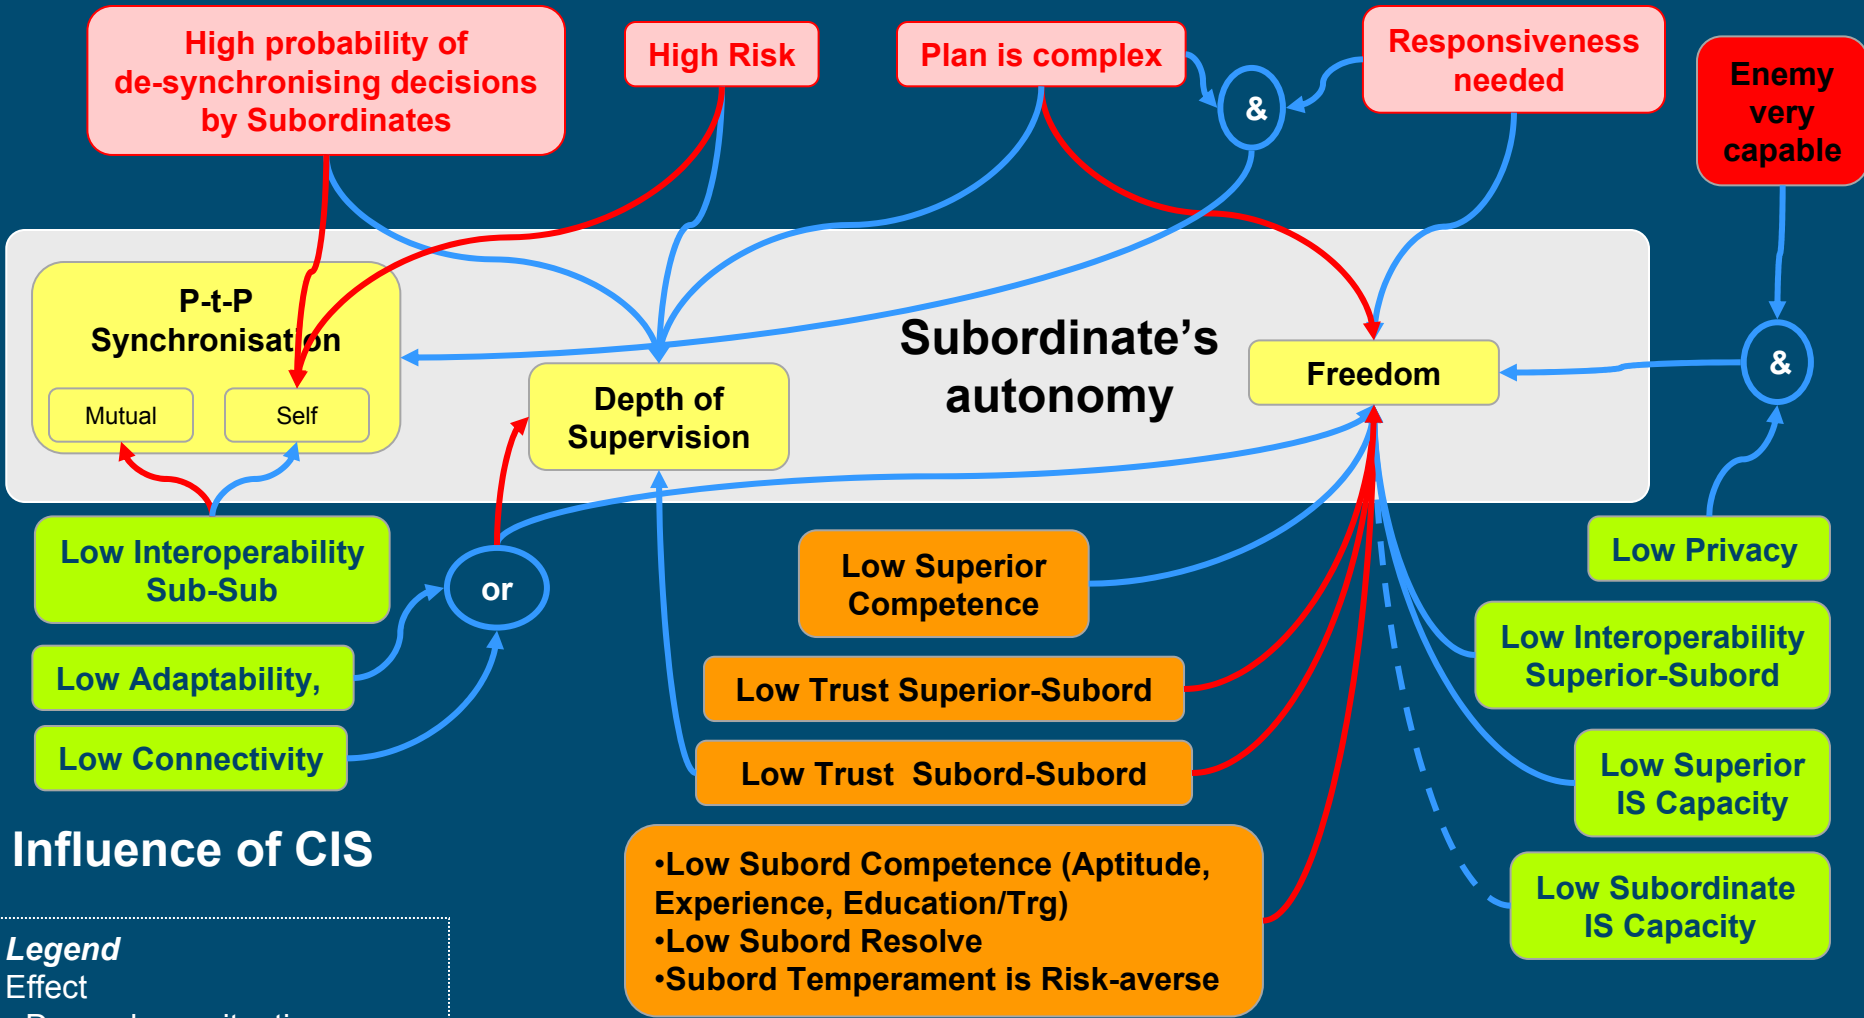 High probability of
de-synchronising decisions
by Subordinates
High Risk
Plan is complex
&
Responsiveness
needed
Enemy
very
capable
P-t-P
Synchronisation
Mutual
Self
Depth of
Supervision
Subordinate's
autonomy
Freedom
&
Low Interoperability
Sub-Sub
or
Low Adaptability,
Low Connectivity
Low Superior
Competence
Low Trust Superior-Subord
Low Trust  Subord-Subord
•Low Subord Competence (Aptitude,
Experience, Education/Trg)
•Low Subord Resolve
•Subord Temperament is Risk-averse
Low Privacy
Low Interoperability
Superior-Subord
Low Superior
IS Capacity
Low Subordinate
IS Capacity
Influence of CIS
Legend
Effect